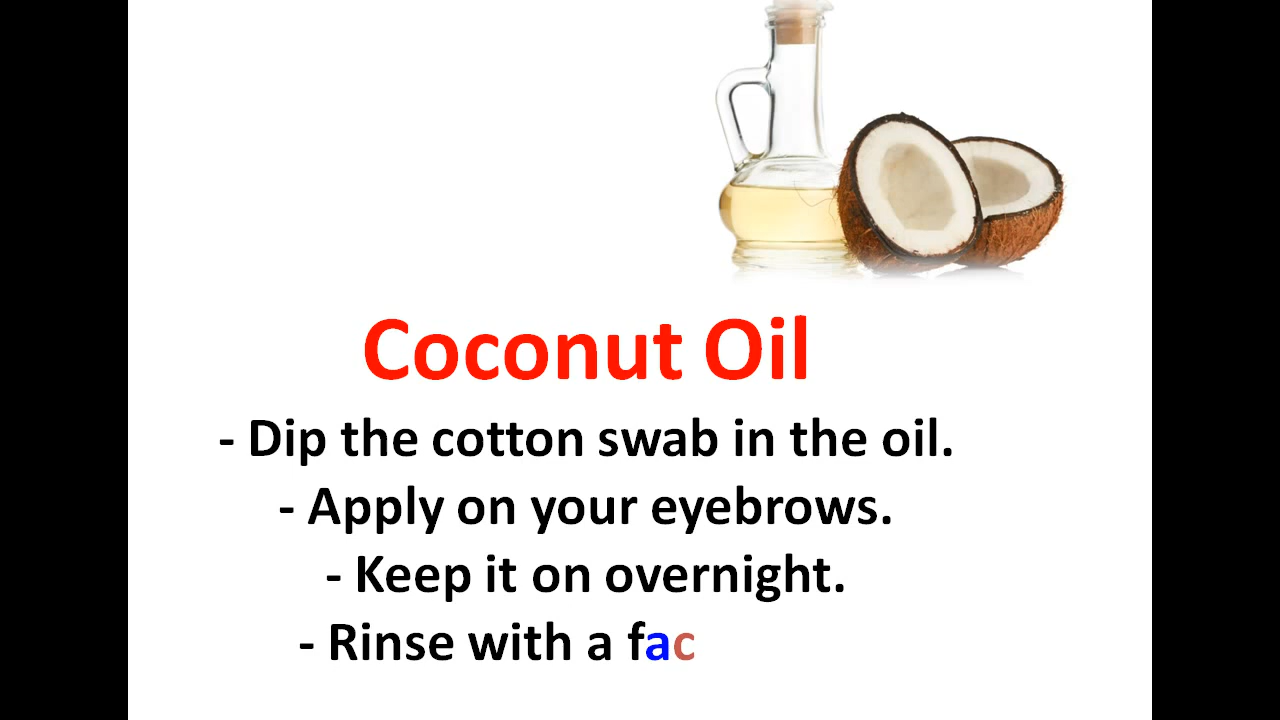 Coconut Oil
- Dip the cotton swab in the oil.
- Apply on your eyebrows.
- Keep it on overnight.
- Rinse with a fac